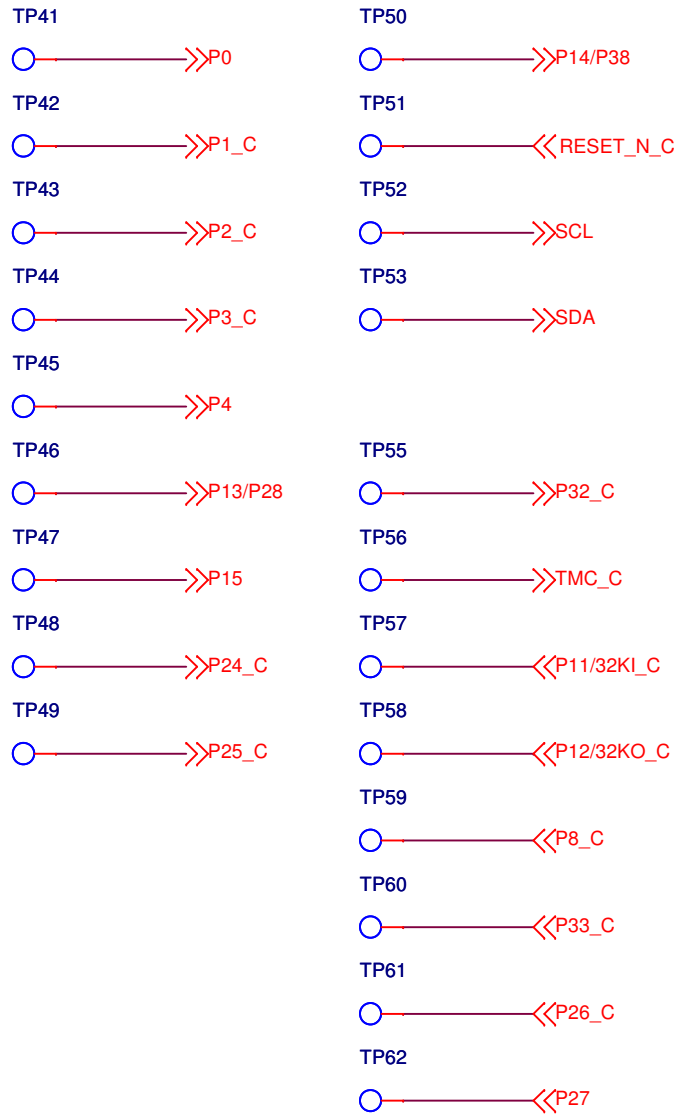 TP41
P0
TP42
P1_C
TP43
P2_C
TP44
P3_C
TP45
P4
TP46
P13/P28
TP47
P15
TP48
P24_C
TP49
P25_C
TP50
P14/P38
TP51
RESET_N_C
TP52
SCL
TP53
SDA
TP55
P32_C
TP56
TMC_C
TP57
P11/32KI_C
TP58
P12/32KO_C
TP59
P8_C
TP60
P33_C
TP61
P26_C
TP62
P27